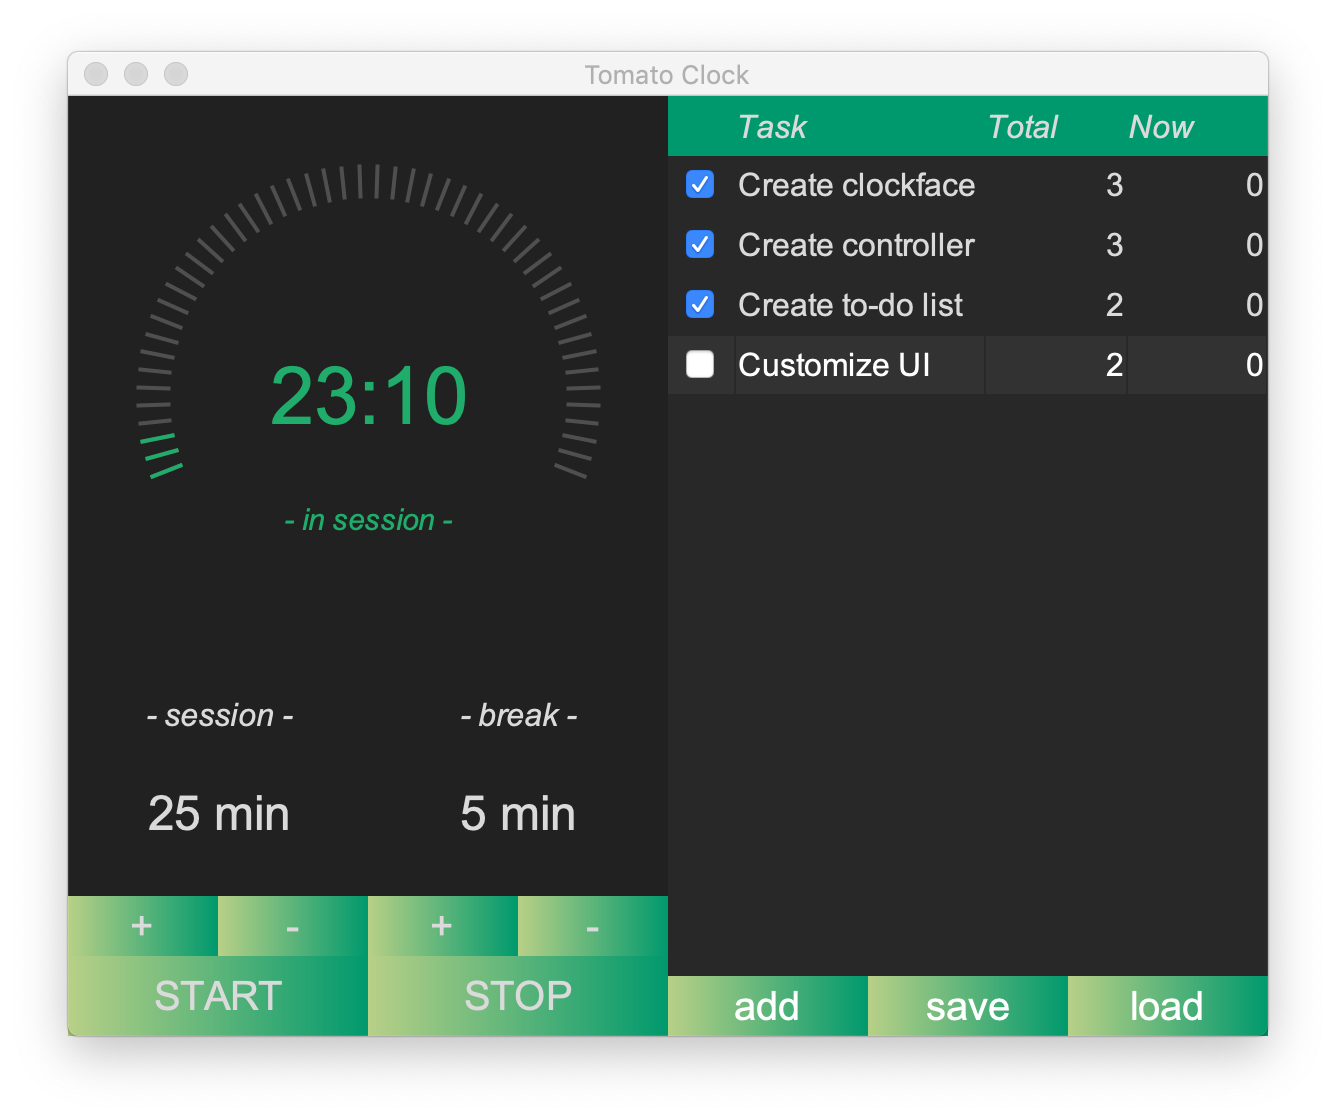 Tomato Clock
23:10
- in session -
- session - - break -
25 min 5 min
+ - + -
START STOP
Task Total Now
Create clockface 3 0
Create controller 3 0
Create to-do list 2 0
Customize UI 2 0
add save load